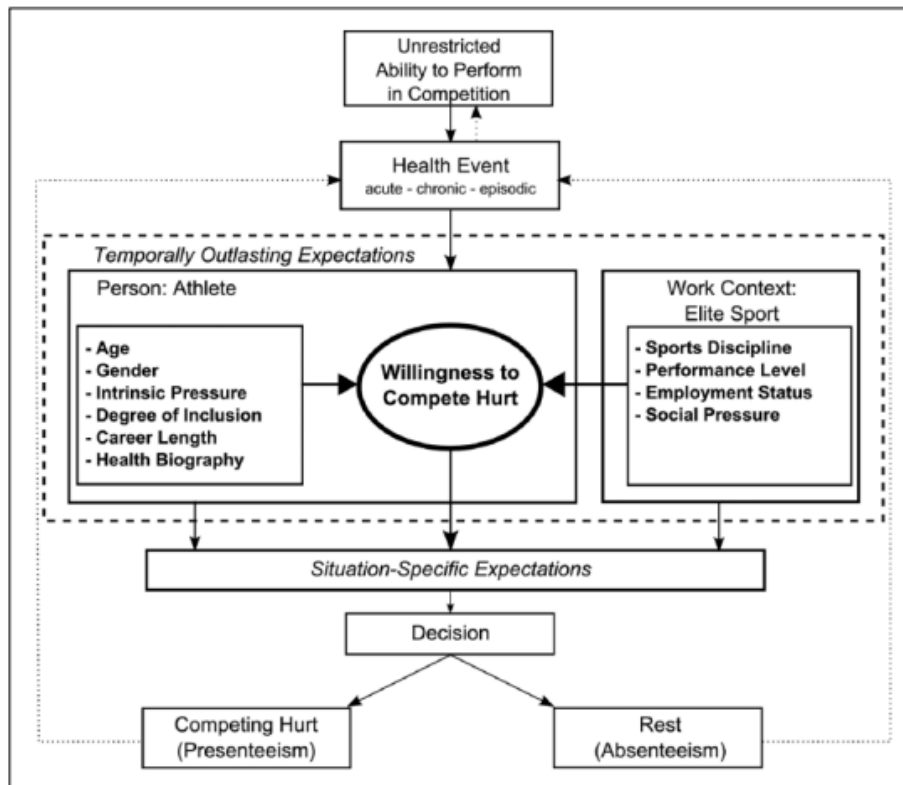 Unrestricted
Ability to Perform
in Competition
Health Event
acute - chronic - episodic
Temporally Outlasting Expectations
Person: Athlete
- Age
- Gender
- Intrinsic Pressure
- Degree of Inclusion
- Career Length
- Health Biography
Willingness to
Compete Hurt
Work Context:
Elite Sport
- Sports Discipline
- Performance Level
- Employment Status
- Social Pressure
Situation-Specific Expectations
Decision
Competing Hurt
(Presenteeism)
Rest
(Absenteeism)